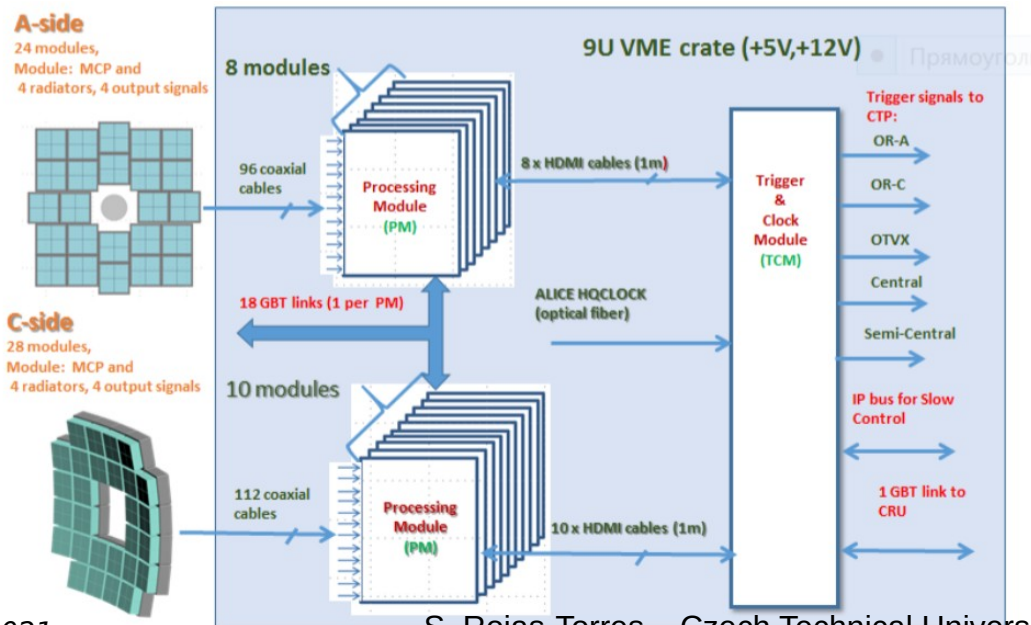 A-side
24 modules,
Module: MCP and
4 radiators, 4 output signals
8 modules
9U VME crate (+5V,+12V)
Прямоугол
96 coaxial
cables
Processing
Module
(PM)
8 x HDMI cables (1m)
Trigger
&
Clock
Module
(TCM)
Trigger signals to
CTP:
OR-A
OR-C
OTVX
Central
Semi-Central
18 GBT links (1 per PM)
ALICE HQCLOCK
(optical fiber)
C-side
28 modules,
Module: MCP and
4 radiators, 4 output signals
10 modules
IP bus for Slow
Control
112 coaxial
cables
Processing
Module
(PM)
10 x HDMI cables (1m)
1 GBT link to
CRU
S. Rojas-Torres Czech Technical Univers